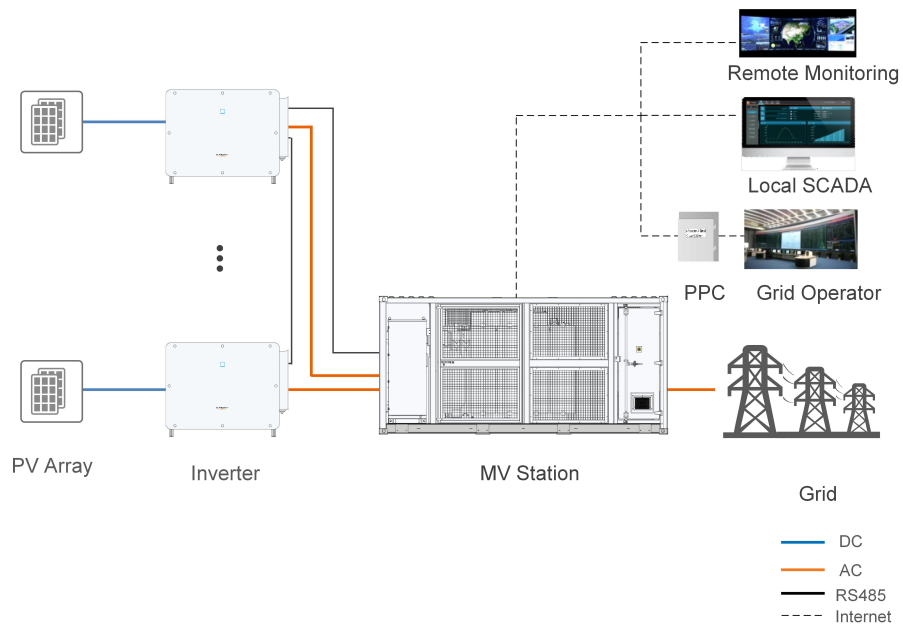 Remote Monitoring
Local SCADA
PPC
Grid Operator
PV Array
Inverter
MV Station
Grid
DC
AC
RS485
Internet